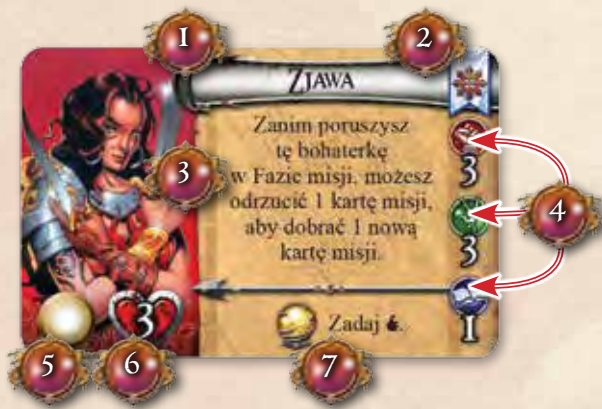 1
2
Zjawa
Zanim poruszysz
tę bohaterkę
w Fazie misji, możesz
odrzucić 1 kartę misji,
aby dobrać 1 nową
kartę misji.
3
3
3
4
1
3
Zadaj
5
6
7